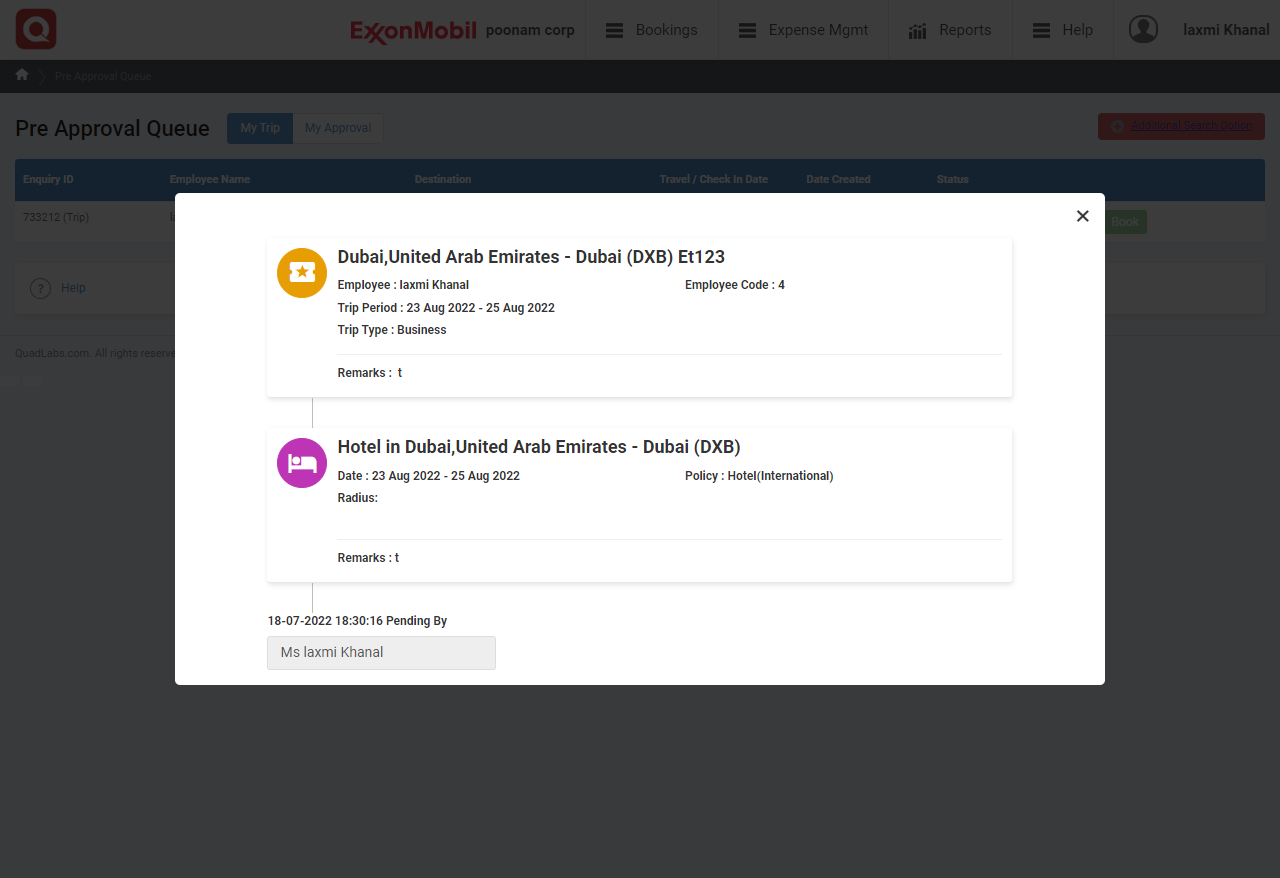 ExxonMobil poonam corp Bookings Expense Mgmt Reports Help laxmi Khanal
Pre Approval Queue
Pre Approval Queue My Trip My Approval Additional Search Option
Enquiry ID Employee Name Destination Travel / Check In Date Date Created Status
733212 (Trip) Book
×
Dubai,United Arab Emirates - Dubai (DXB) Et123
Employee : laxmi Khanal Employee Code : 4
Trip Period : 23 Aug 2022 - 25 Aug 2022
Trip Type : Business
Remarks : t
Hotel in Dubai,United Arab Emirates - Dubai (DXB)
Date : 23 Aug 2022 - 25 Aug 2022 Policy : Hotel(International)
Radius:
Remarks : t
18-07-2022 18:30:16 Pending By
Ms laxmi Khanal
? Help
QuadLabs.com. All rights reserve